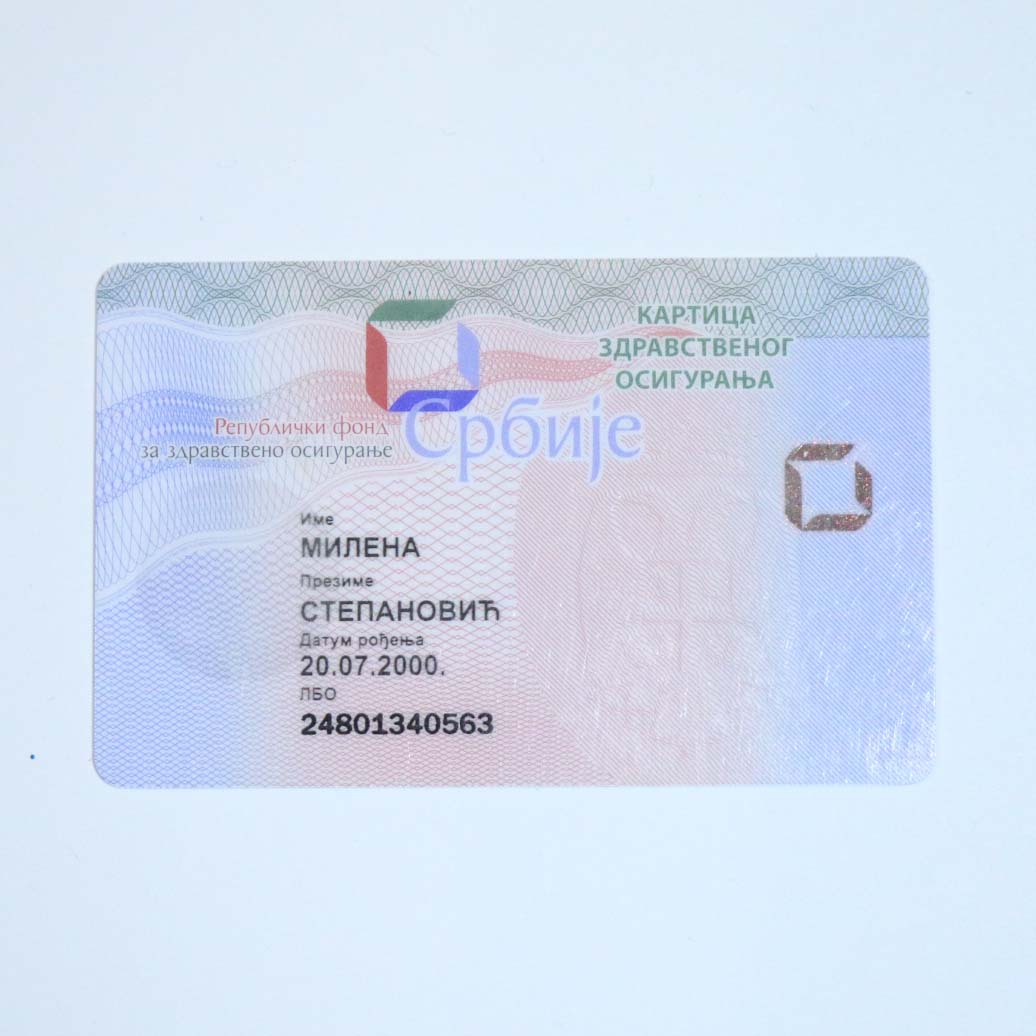 КАРТИЦА
ЗДРАВСТВЕНОГ
ОСИГУРАЊА
Републички фонд
за здравствено осигурање
Србије
Име
МИЛЕНА
Презиме
СТЕПАНОВИЋ
Датум рођења
20.07.2000.
ЛБО
24801340563